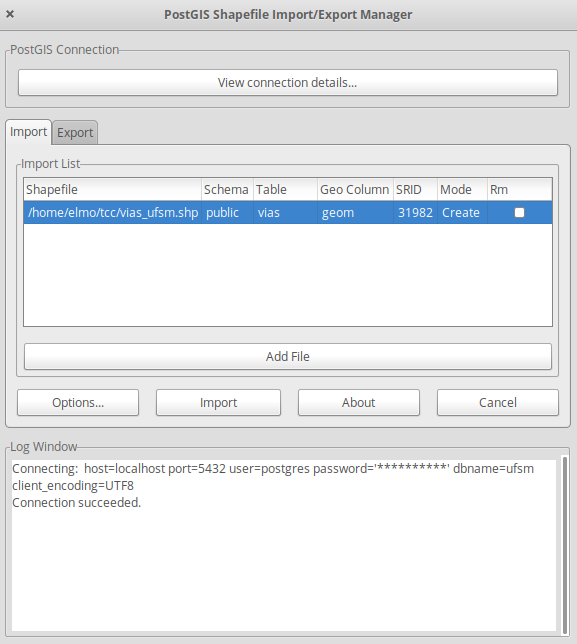 PostGIS Shapefile Import/Export Manager
PostGIS Connection
View connection details...
Import Export
Import List
Shapefile Schema Table Geo Column SRID Mode Rm
/home/elmo/tcc/vias_ufsm.shp public vias geom 31982 Create
Add File
Options... Import About Cancel
Log Window
Connecting: host=localhost port=5432 user=postgres password='**********' dbname=ufsm
client_encoding=UTF8
Connection succeeded.